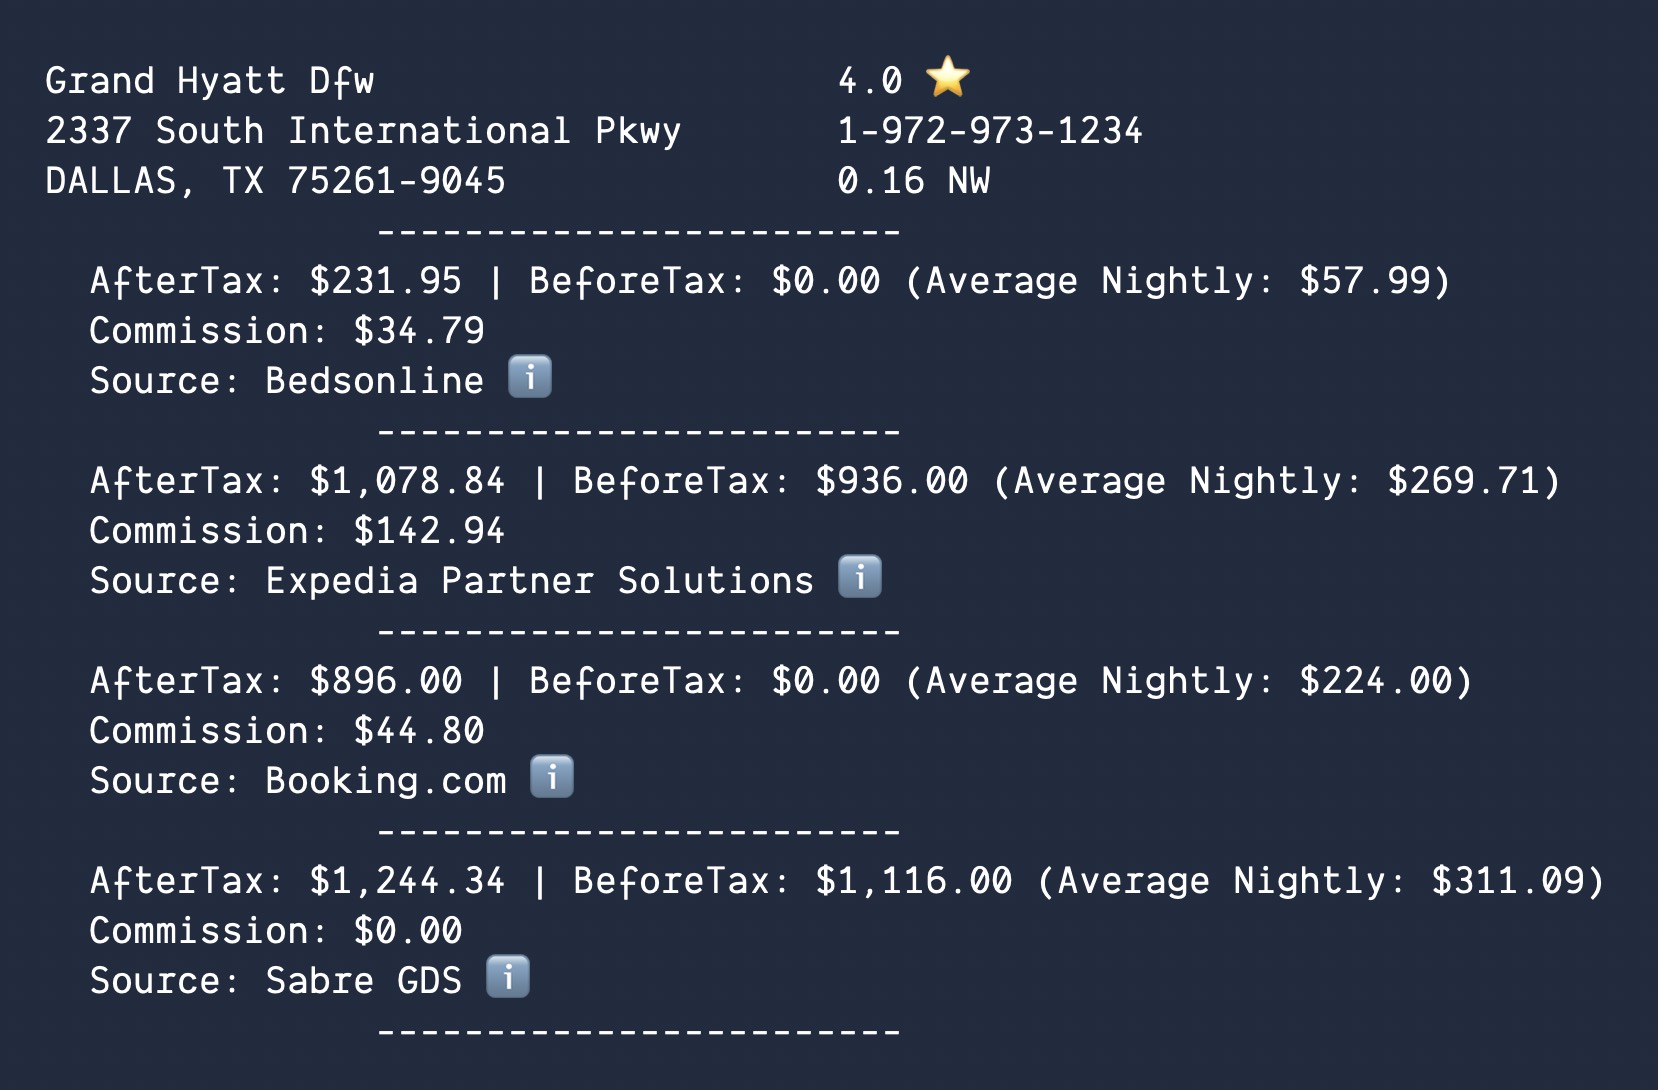 Grand Hyatt Dfw 4.0 ⭐
2337 South International Pkwy 1-972-973-1234
DALLAS, TX 75261-9045 0.16 NW
------------------------
AfterTax: $231.95 | BeforeTax: $0.00 (Average Nightly: $57.99)
Commission: $34.79
Source: Bedsonline ℹ️
------------------------
AfterTax: $1,078.84 | BeforeTax: $936.00 (Average Nightly: $269.71)
Commission: $142.94
Source: Expedia Partner Solutions ℹ️
------------------------
AfterTax: $896.00 | BeforeTax: $0.00 (Average Nightly: $224.00)
Commission: $44.80
Source: Booking.com ℹ️
------------------------
AfterTax: $1,244.34 | BeforeTax: $1,116.00 (Average Nightly: $311.09)
Commission: $0.00
Source: Sabre GDS ℹ️
------------------------